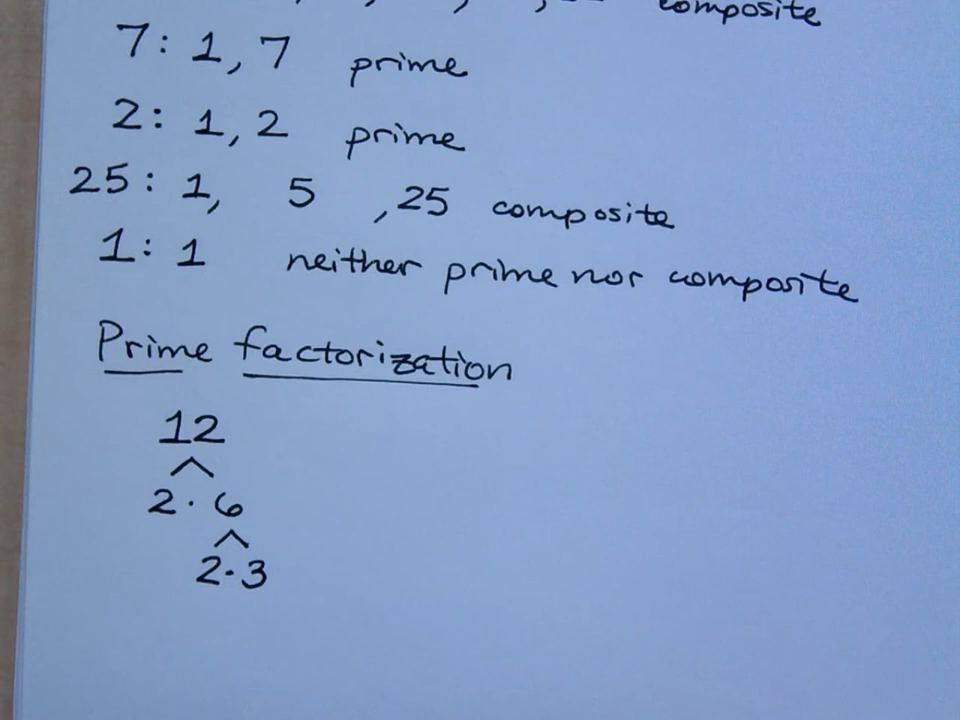 composite
7: 1, 7 prime
2: 1, 2 prime
25: 1, 5 , 25 composite
1: 1 neither prime nor composite
Prime factorization
12
2 · 6
2 · 3